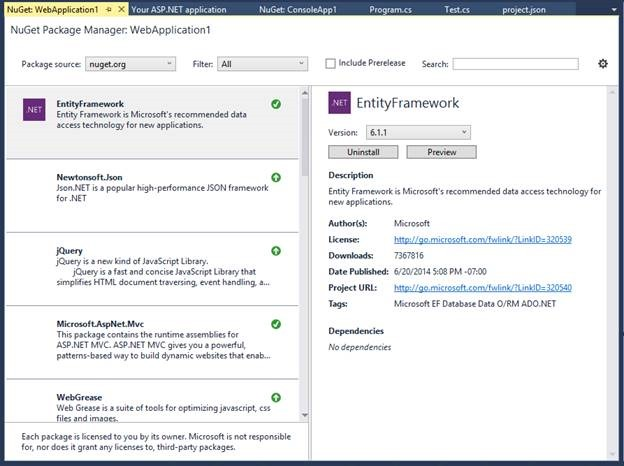 NuGet: WebApplication1
Your ASP.NET application
NuGet: ConsoleApp1
Program.cs
Test.cs
project.json
NuGet Package Manager: WebApplication1
Package source: nuget.org
Filter: All
Include Prerelease
Search:
.NET
EntityFramework
Entity Framework is Microsoft's recommended data
access technology for new applications.
Newtonsoft.Json
Json.NET is a popular high-performance JSON framework
for .NET
jQuery
jQuery is a new kind of JavaScript Library.
jQuery is a fast and concise JavaScript Library that
simplifies HTML document traversing, event handling, a...
Microsoft.AspNet.Mvc
This package contains the runtime assemblies for
ASP.NET MVC. ASP.NET MVC gives you a powerful,
patterns-based way to build dynamic websites that enab...
WebGrease
Web Grease is a suite of tools for optimizing javascript, css
files and images.
Each package is licensed to you by its owner. Microsoft is not responsible
for, nor does it grant any licenses to, third-party packages.
.NET
EntityFramework
Version: 6.1.1
Uninstall
Preview
Description
Entity Framework is Microsoft's recommended data access technology for
new applications.
Author(s): Microsoft
License: http://go.microsoft.com/fwlink/?LinkID=320539
Downloads: 7367816
Date Published: 6/20/2014 5:08 PM -07:00
Project URL: http://go.microsoft.com/fwlink/?LinkID=320540
Tags: Microsoft EF Database Data O/RM ADO.NET
Dependencies
No dependencies